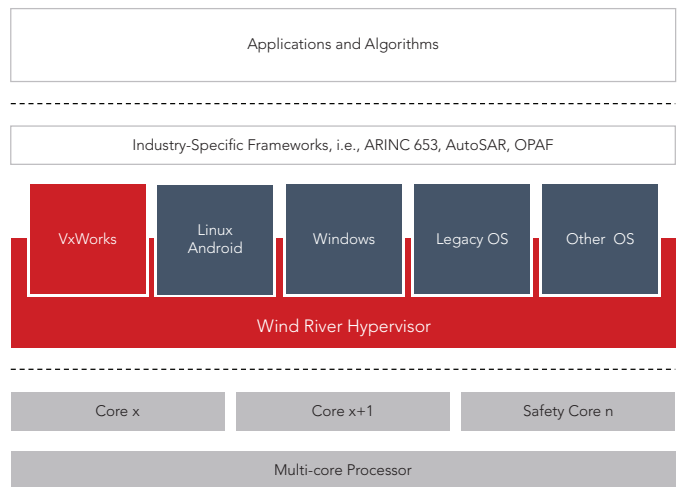 Applications and Algorithms
Industry-Specific Frameworks, i.e., ARINC 653, AutoSAR, OPAF
VxWorks
Linux
Android
Windows
Legacy OS
Other OS
Wind River Hypervisor
Core x
Core x+1
Safety Core n
Multi-core Processor